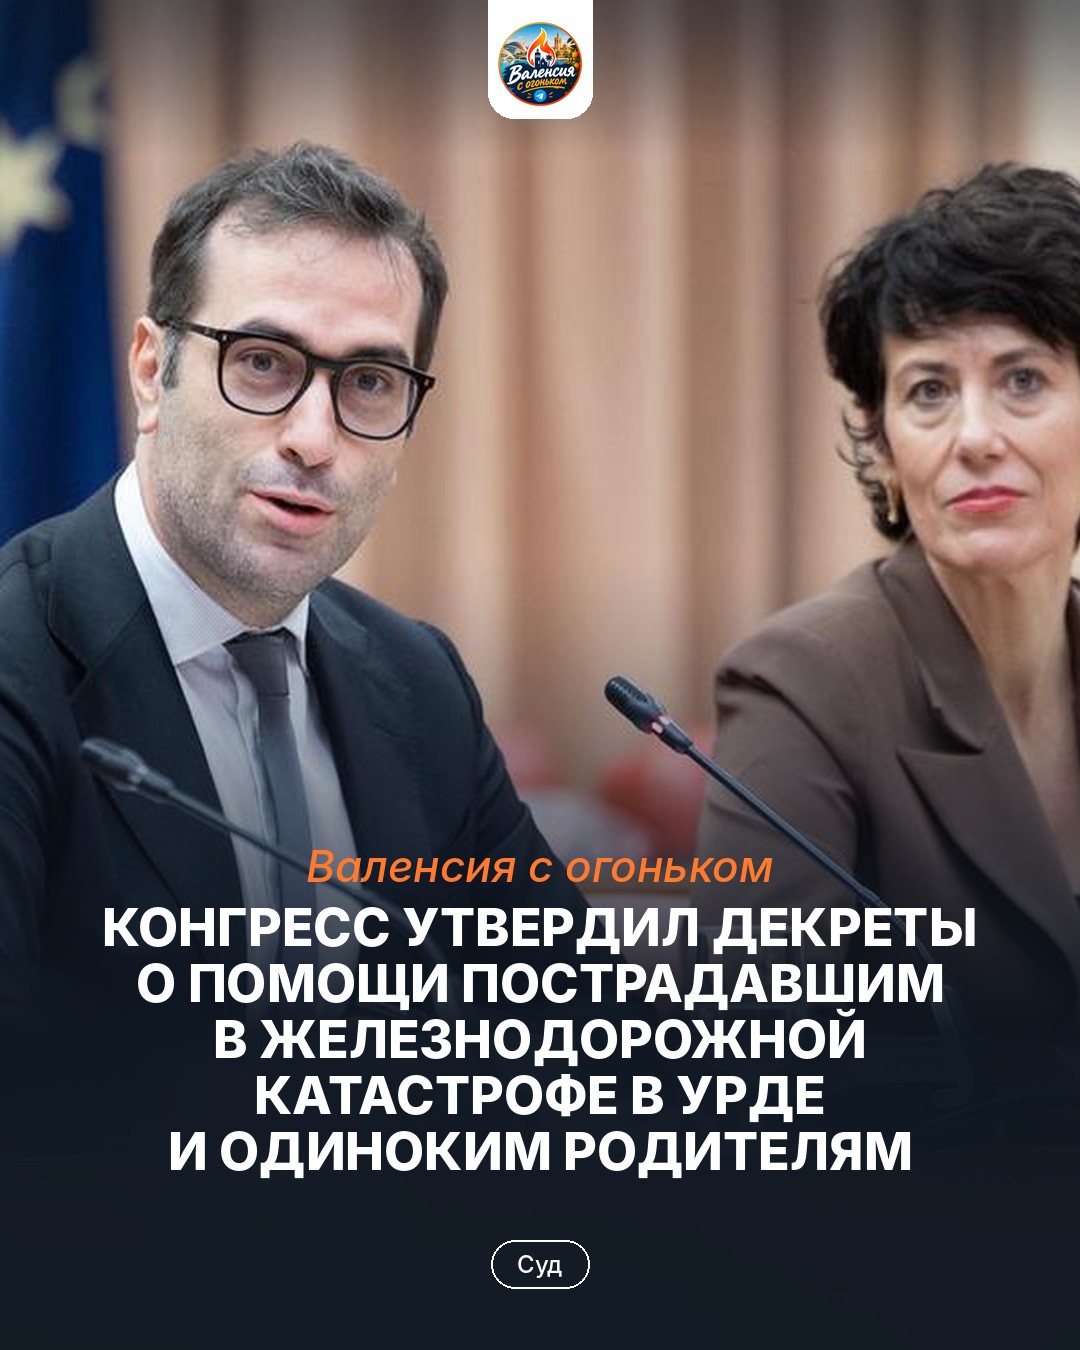 Валенсия
с огоньком
Валенсия с огоньком
КОНГРЕСС УТВЕРДИЛ ДЕКРЕТЫ
О ПОМОЩИ ПОСТРАДАВШИМ
В ЖЕЛЕЗНОДОРОЖНОЙ
КАТАСТРОФЕ В УРДЕ
И ОДИНОКИМ РОДИТЕЛЯМ
Суд